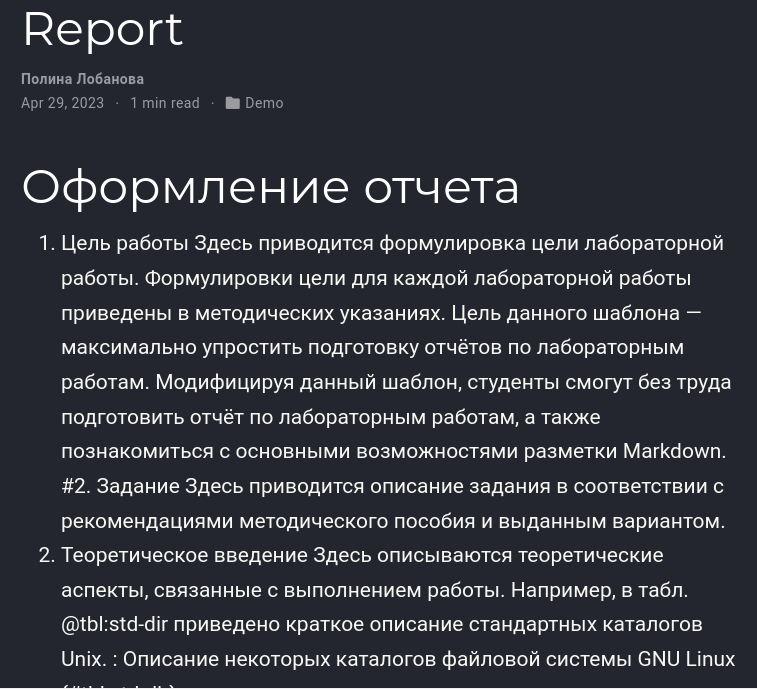 Report
Полина Лобанова
Apr 29, 2023 · 1 min read · Demo
Оформление отчета
1. Цель работы Здесь приводится формулировка цели лабораторной
работы. Формулировки цели для каждой лабораторной работы
приведены в методических указаниях. Цель данного шаблона —
максимально упростить подготовку отчётов по лабораторным
работам. Модифицируя данный шаблон, студенты смогут без труда
подготовить отчёт по лабораторным работам, а также
познакомиться с основными возможностями разметки Markdown.
#2. Задание Здесь приводится описание задания в соответствии с
рекомендациями методического пособия и выданным вариантом.
2. Теоретическое введение Здесь описываются теоретические
аспекты, связанные с выполнением работы. Например, в табл.
@tbl:std-dir приведено краткое описание стандартных каталогов
Unix. : Описание некоторых каталогов файловой системы GNU Linux